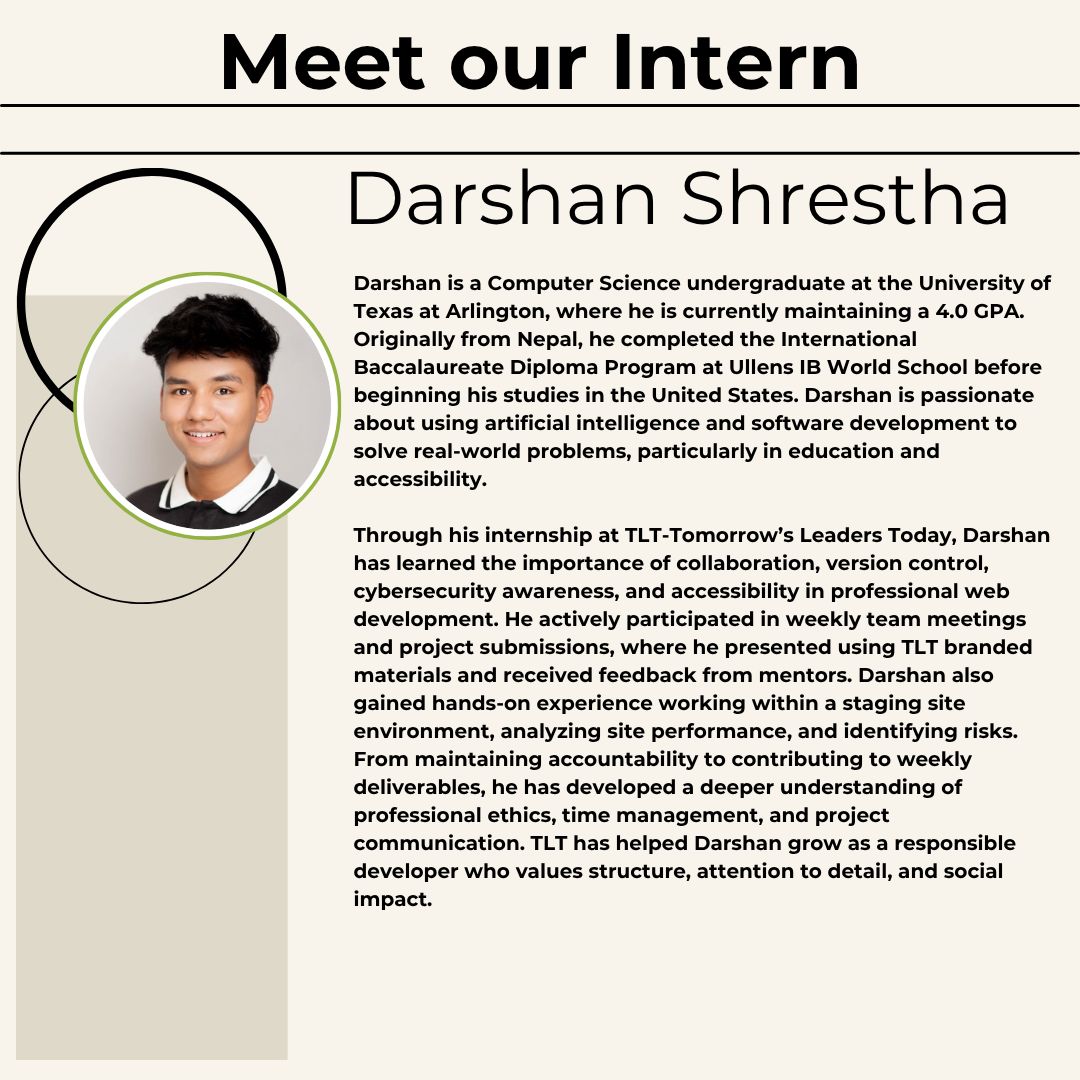 Meet our Intern
Darshan Shrestha
Darshan is a Computer Science undergraduate at the University of
Texas at Arlington, where he is currently maintaining a 4.0 GPA.
Originally from Nepal, he completed the International
Baccalaureate Diploma Program at Ullens IB World School before
beginning his studies in the United States. Darshan is passionate
about using artificial intelligence and software development to
solve real-world problems, particularly in education and
accessibility.
Through his internship at TLT-Tomorrow’s Leaders Today, Darshan
has learned the importance of collaboration, version control,
cybersecurity awareness, and accessibility in professional web
development. He actively participated in weekly team meetings
and project submissions, where he presented using TLT branded
materials and received feedback from mentors. Darshan also
gained hands-on experience working within a staging site
environment, analyzing site performance, and identifying risks.
From maintaining accountability to contributing to weekly
deliverables, he has developed a deeper understanding of
professional ethics, time management, and project
communication. TLT has helped Darshan grow as a responsible
developer who values structure, attention to detail, and social
impact.